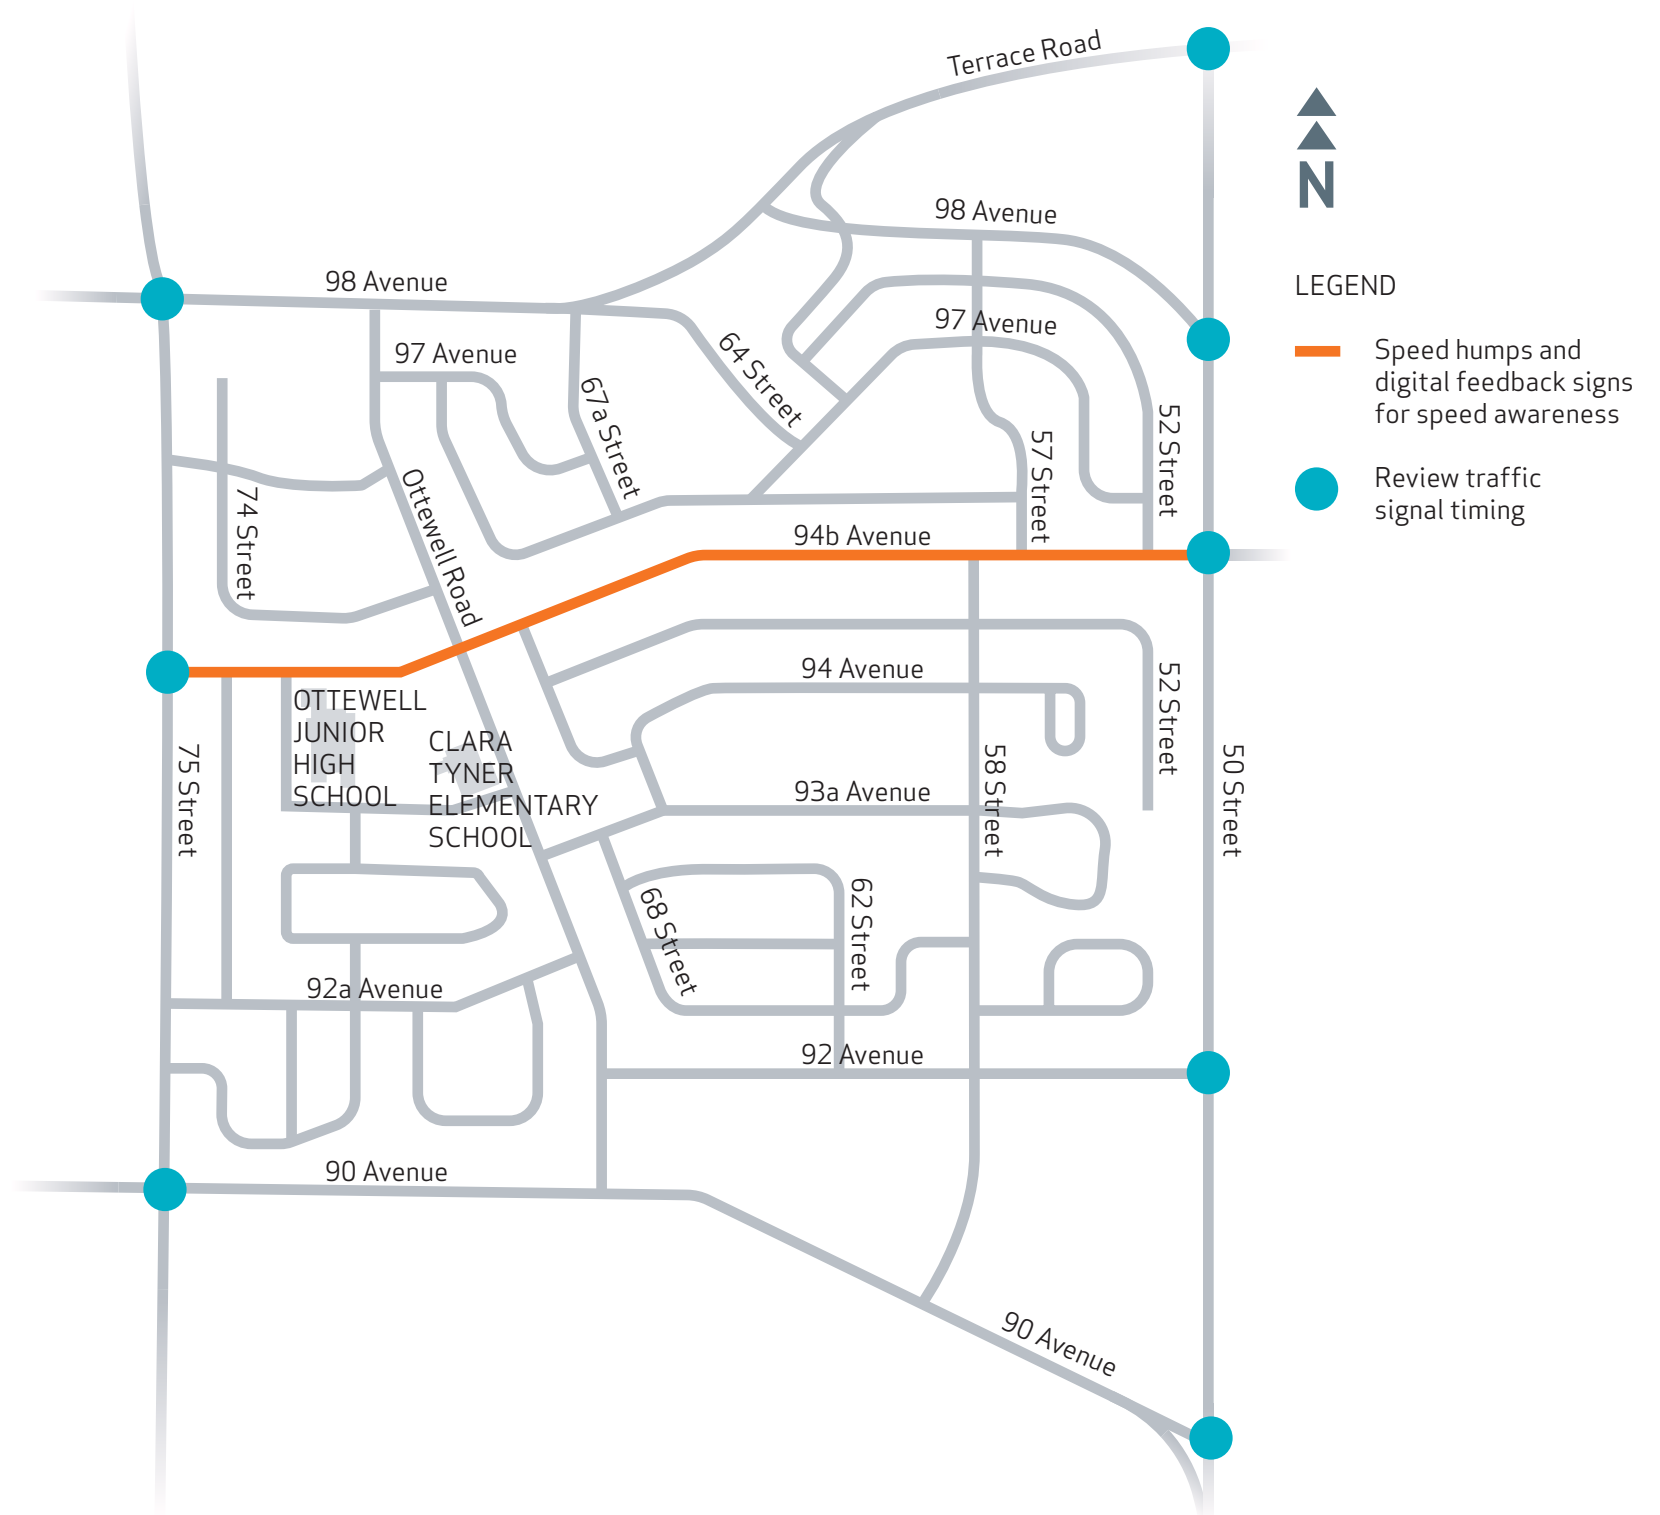 Terrace Road
N
98 Avenue
98 Avenue
LEGEND
97 Avenue
97 Avenue
64 Street
67a Street
Speed humps and
digital feedback signs
for speed awareness
52 Street
57 Street
Ottewell Road
74 Street
Review traffic
signal timing
94b Avenue
94 Avenue
52 Street
OTTEWELL
JUNIOR
HIGH
SCHOOL
CLARA
TYNER
ELEMENTARY
SCHOOL
75 Street
93a Avenue
58 Street
50 Street
68 Street
62 Street
92a Avenue
92 Avenue
90 Avenue
90 Avenue